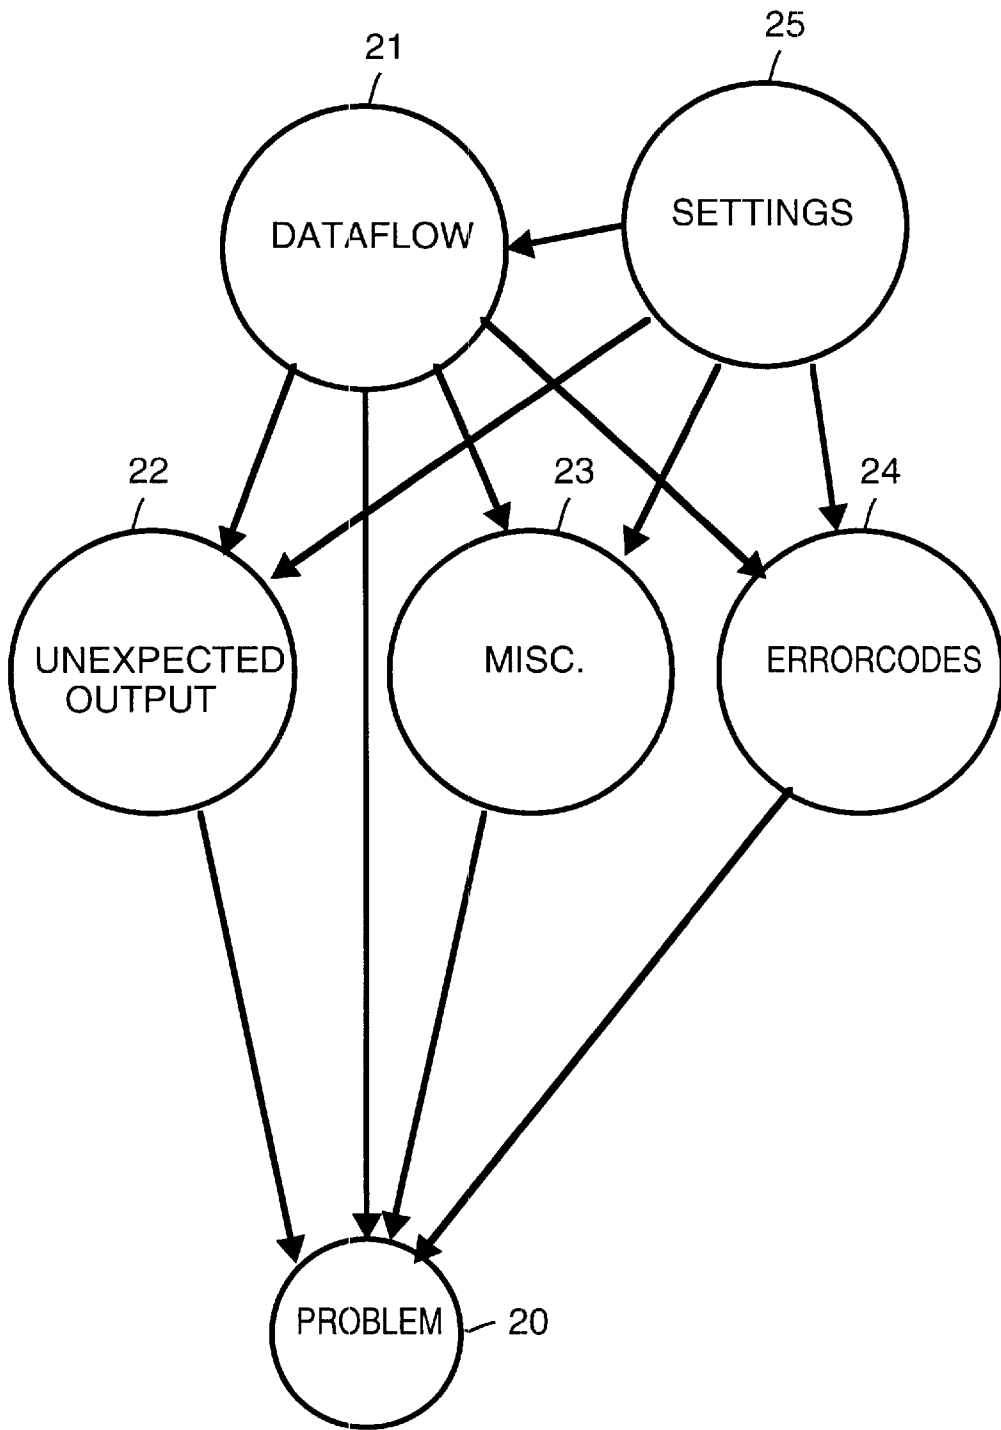 21
25
DATAFLOW
SETTINGS
22
23
24
UNEXPECTED
OUTPUT
MISC.
ERRORCODES
PROBLEM
20